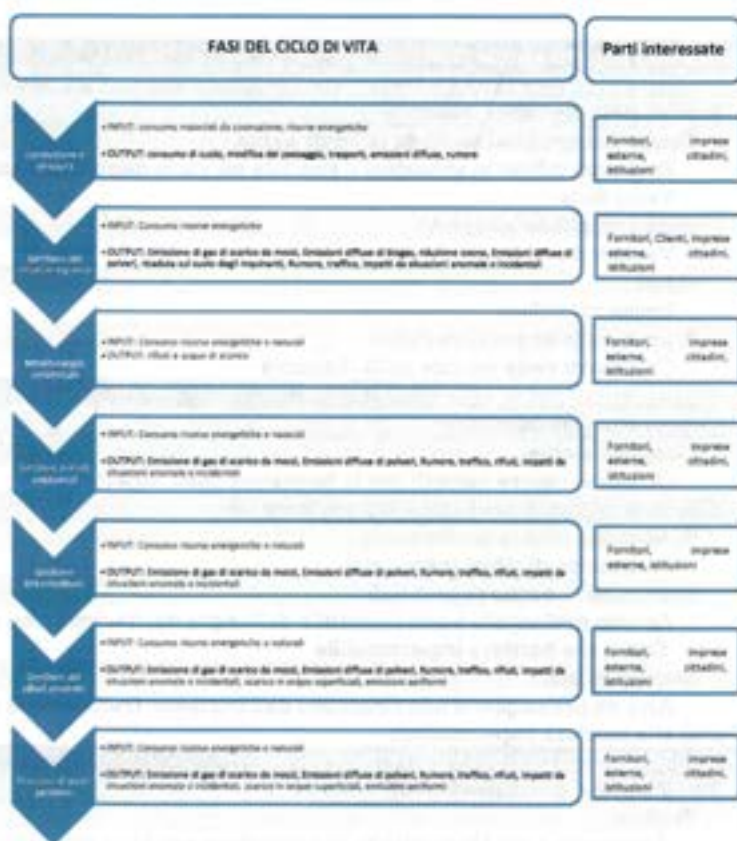 FASI DEL CICLO DI VITA
Parti interessate
INPUT: consumo materiali da costruzione, risorse energetiche
OUTPUT: consumo di suolo, modifica del paesaggio, trasporti, emissioni diffuse, rumore
Fornitori, imprese
esterne, cittadini,
istituzioni
INPUT: Consumo risorse energetiche
OUTPUT: Emissione di gas di scarico da mezzi, Emissioni diffuse di biogas, riduzione ozono, Emissioni diffuse di
polveri, ricaduta sul suolo degli inquinanti, Rumore, traffico, impatti da situazioni anomale o incidentali
Fornitori, Clienti, imprese
esterne, cittadini,
istituzioni
Monitoraggio
INPUT: Consumo risorse energetiche e naturali
OUTPUT: rifiuti e acque di scarico
Fornitori, imprese
esterne, cittadini,
istituzioni
INPUT: Consumo risorse energetiche e naturali
OUTPUT: Emissione di gas di scarico da mezzi, Emissioni diffuse di polveri, Rumore, traffico, rifiuti, impatti da
situazioni anomale o incidentali
Fornitori, imprese
esterne, cittadini,
istituzioni
Gestione
INPUT: Consumo risorse energetiche e naturali
OUTPUT: Emissione di gas di scarico da mezzi, Emissioni diffuse di polveri, Rumore, traffico, rifiuti, impatti da
situazioni anomale o incidentali
Fornitori, imprese
esterne, istituzioni
Gestione
INPUT: Consumo risorse energetiche e naturali
OUTPUT: Emissione di gas di scarico da mezzi, Emissioni diffuse di polveri, Rumore, traffico, rifiuti, impatti da
situazioni anomale o incidentali, scarico in acque superficiali,
Fornitori, imprese
esterne, cittadini,
istituzioni
INPUT: Consumo risorse energetiche e naturali
OUTPUT: Emissione di gas di scarico da mezzi, Emissioni diffuse di polveri, Rumore, traffico, rifiuti, impatti da
situazioni anomale o incidentali, scarico in acque superficiali,
Fornitori, imprese
esterne, cittadini,
istituzioni